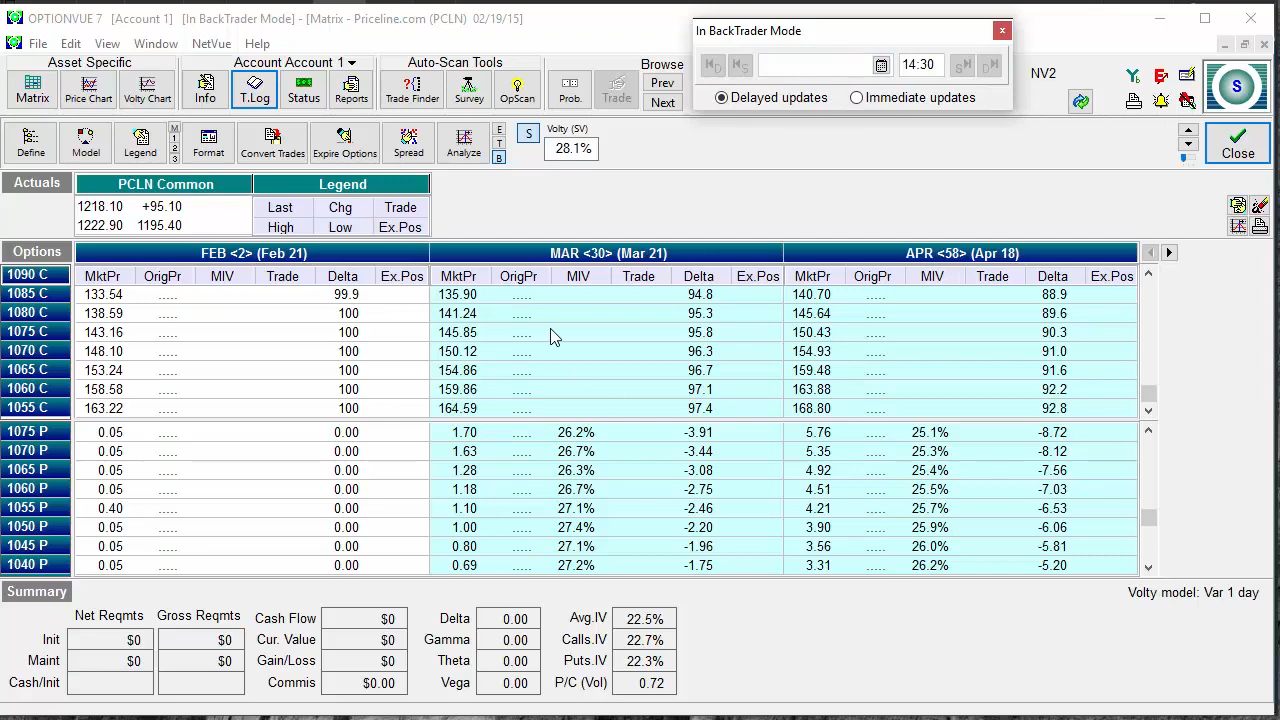 OPTIONVUE 7 [Account 1] [In BackTrader Mode] - [Matrix - Priceline.com (PCLN) 02/19/15]
In BackTrader Mode
File Edit View Window NetVue Help
Asset Specific Account Account 1 Auto-Scan Tools Browse
14:30 NV2
Matrix Price Chart Volty Chart Info T.Log Status Reports Trade Finder Survey OpScan Prob. Trade Prev
Next
Delayed updates Immediate updates
S
Define Model Legend M 1 2 3 Format Convert Trades Expire Options Spread Analyze E T B S Volty (SV)
28.1%
Close
Actuals PCLN Common Legend
1218.10 +95.10 Last Chg Trade
1222.90 1195.40 High Low Ex.Pos
Options FEB <2> (Feb 21) MAR <30> (Mar 21) APR <58> (Apr 18)
1090 C MktPr OrigPr MIV Trade Delta Ex.Pos MktPr OrigPr MIV Trade Delta Ex.Pos MktPr OrigPr MIV Trade Delta Ex.Pos
1085 C 133.54 ..... 99.9 135.90 ..... 94.8 140.70 ..... 88.9
1080 C 138.59 ..... 100 141.24 ..... 95.3 145.64 ..... 89.6
1075 C 143.16 ..... 100 145.85 ..... 95.8 150.43 ..... 90.3
1070 C 148.10 ..... 100 150.12 ..... 96.3 154.93 ..... 91.0
1065 C 153.24 ..... 100 154.86 ..... 96.7 159.48 ..... 91.6
1060 C 158.58 ..... 100 159.86 ..... 97.1 163.88 ..... 92.2
1055 C 163.22 ..... 100 164.59 ..... 97.4 168.80 ..... 92.8
1075 P 0.05 ..... 0.00 1.70 ..... 26.2% -3.91 5.76 ..... 25.1% -8.72
1070 P 0.05 ..... 0.00 1.63 ..... 26.7% -3.44 5.35 ..... 25.3% -8.12
1065 P 0.05 ..... 0.00 1.28 ..... 26.3% -3.08 4.92 ..... 25.4% -7.56
1060 P 0.05 ..... 0.00 1.18 ..... 26.7% -2.75 4.51 ..... 25.5% -7.03
1055 P 0.40 ..... 0.00 1.10 ..... 27.1% -2.46 4.21 ..... 25.7% -6.53
1050 P 0.05 ..... 0.00 1.00 ..... 27.4% -2.20 3.90 ..... 25.9% -6.06
1045 P 0.05 ..... 0.00 0.80 ..... 27.1% -1.96 3.56 ..... 26.0% -5.81
1040 P 0.05 ..... 0.00 0.69 ..... 27.2% -1.75 3.31 ..... 26.2% -5.20
Summary Volty model: Var 1 day
Net Reqmts Gross Reqmts Cash Flow $0 Delta 0.00 Avg.IV 22.5%
Init $0 $0 Cur. Value $0 Gamma 0.00 Calls.IV 22.7%
Maint $0 $0 Gain/Loss $0 Theta 0.00 Puts.IV 22.3%
Cash/Init Commis $0.00 Vega 0.00 P/C (Vol) 0.72